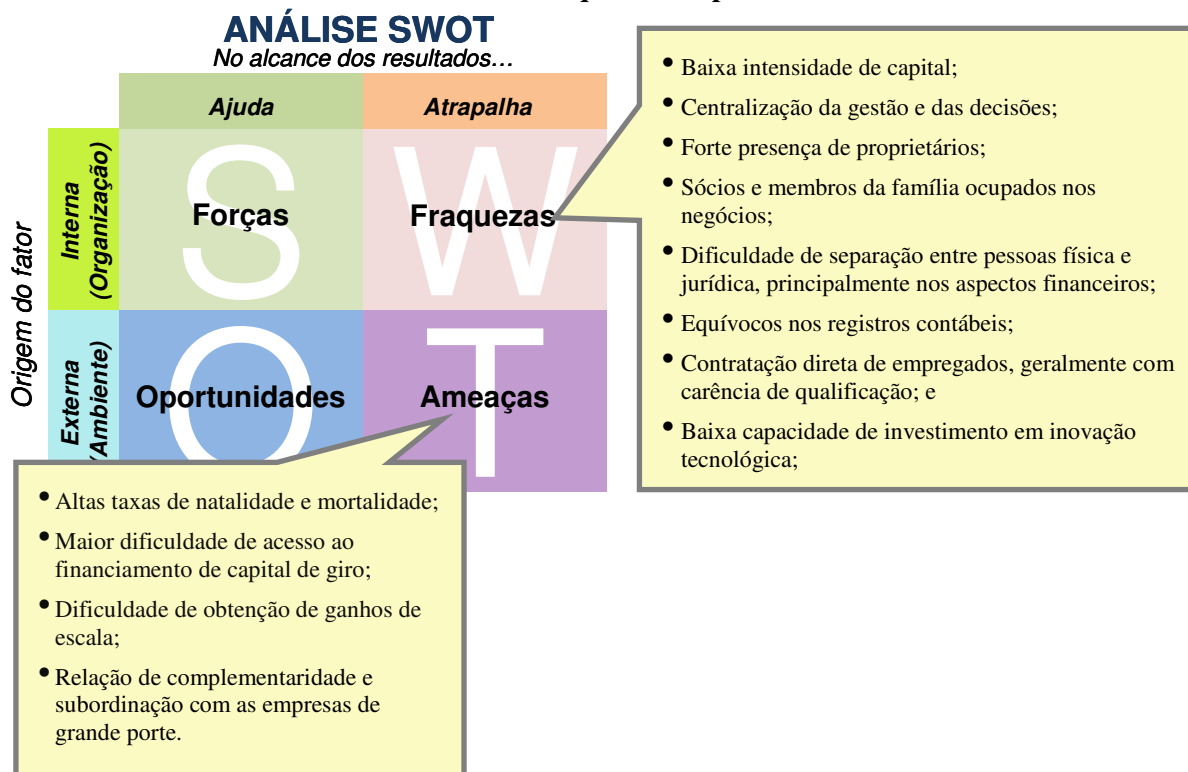 ANÁLISE SWOT
No alcance dos resultados...
Ajuda
Atrapalha
Origem do fator
Interna
(Organização)
S
Forças
W
Fraquezas
Externa
(Ambiente)
O
Oportunidades
T
Ameaças
• Baixa intensidade de capital;
• Centralização da gestão e das decisões;
• Forte presença de proprietários;
• Sócios e membros da família ocupados nos
negócios;
• Dificuldade de separação entre pessoas física e
jurídica, principalmente nos aspectos financeiros;
• Equívocos nos registros contábeis;
• Contratação direta de empregados, geralmente com
carência de qualificação; e
• Baixa capacidade de investimento em inovação
tecnológica;
• Altas taxas de natalidade e mortalidade;
• Maior dificuldade de acesso ao
financiamento de capital de giro;
• Dificuldade de obtenção de ganhos de
escala;
• Relação de complementaridade e
subordinação com as empresas de
grande porte.